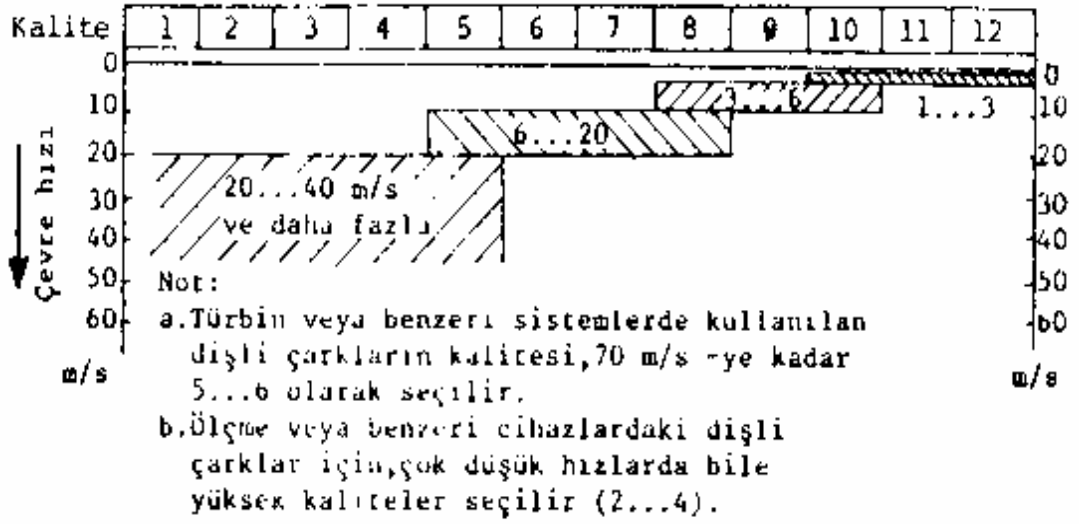 Kalite 1 2 3 4 5 6 7 8 9 10 11 12
0 0
10 3...6 1...3 10
6...20
20 20
20...40 m/s
30 30
ve daha fazla
40 40
Çevre hızı
50 Not: 50
60 a.Türbin veya benzeri sistemlerde kullanılan 60
dişli çarkların kalitesi,70 m/s -ye kadar
m/s m/s
5...6 olarak seçilir.
b.Ölçme veya benzeri cihazlardaki dişli
çarklar için,çok düşük hızlarda bile
yüksek kaliteler seçilir (2...4).